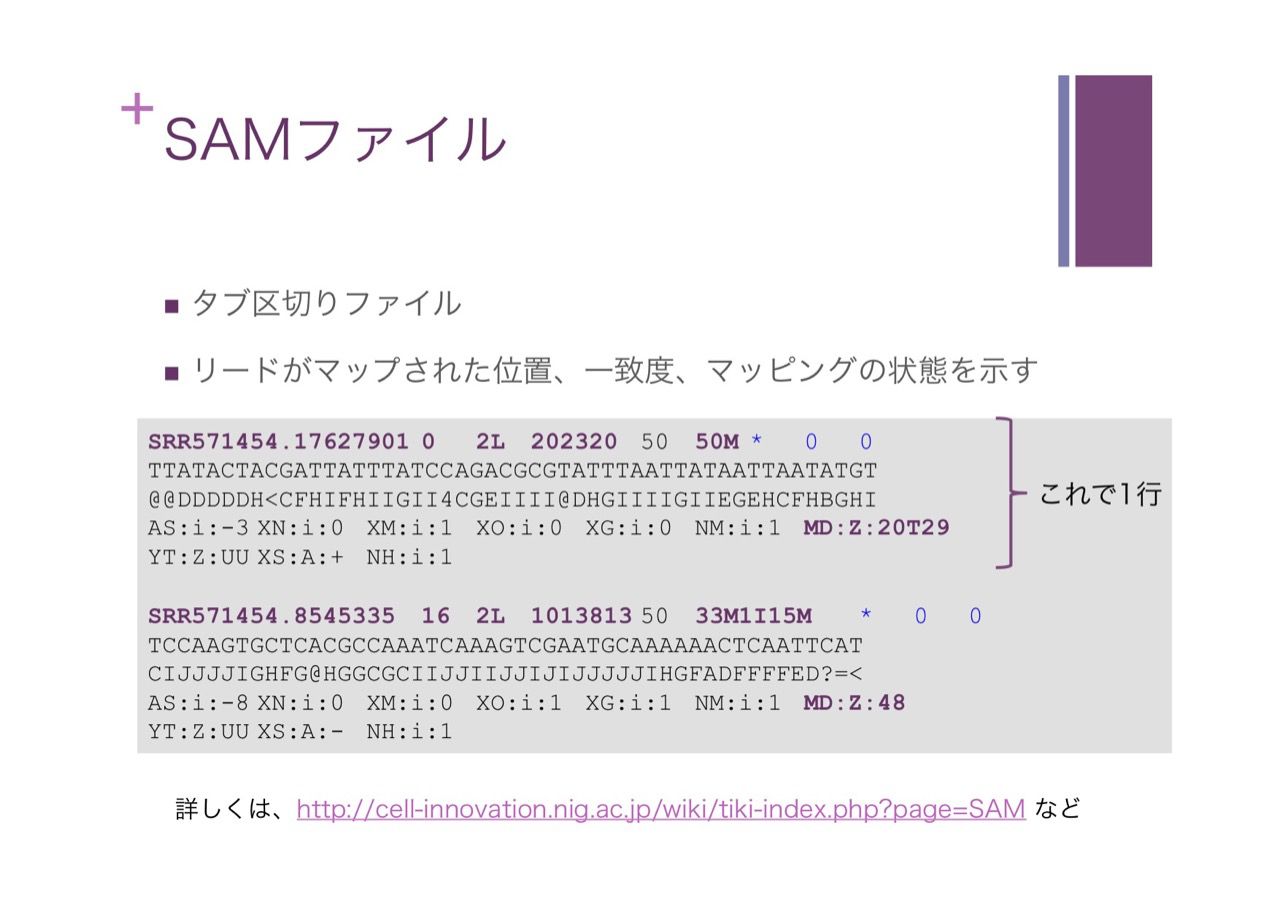 +
SAMファイル
■ タブ区切りファイル
■ リードがマップされた位置、一致度、マッピングの状態を示す
SRR571454.17627901 0 2L 202320 50 50M * 0 0
TTATACTACGATTATTTATCCAGACGCGTATTTAATTATAATTAATATGT
@@DDDDDH<CFHIFHIIGII4CGEIIII@DHGIIIIGIIEGEHCFHBGHI
AS:i:-3 XN:i:0 XM:i:1 XO:i:0 XG:i:0 NM:i:1 MD:Z:20T29
YT:Z:UU XS:A:+ NH:i:1
これで1行
SRR571454.8545335 16 2L 1013813 50 33M1I15M * 0 0
TCCAAGTGCTCACGCCAAATCAAAGTCGAATGCAAAAAACTCAATTCAT
CIJJJJIGHFG@HGGCGCIIJJIIJJIJIJJJJJIHGFADFFFFED?=<
AS:i:-8 XN:i:0 XM:i:0 XO:i:1 XG:i:1 NM:i:1 MD:Z:48
YT:Z:UU XS:A:- NH:i:1
詳しくは、http://cell-innovation.nig.ac.jp/wiki/tiki-index.php?page=SAM など